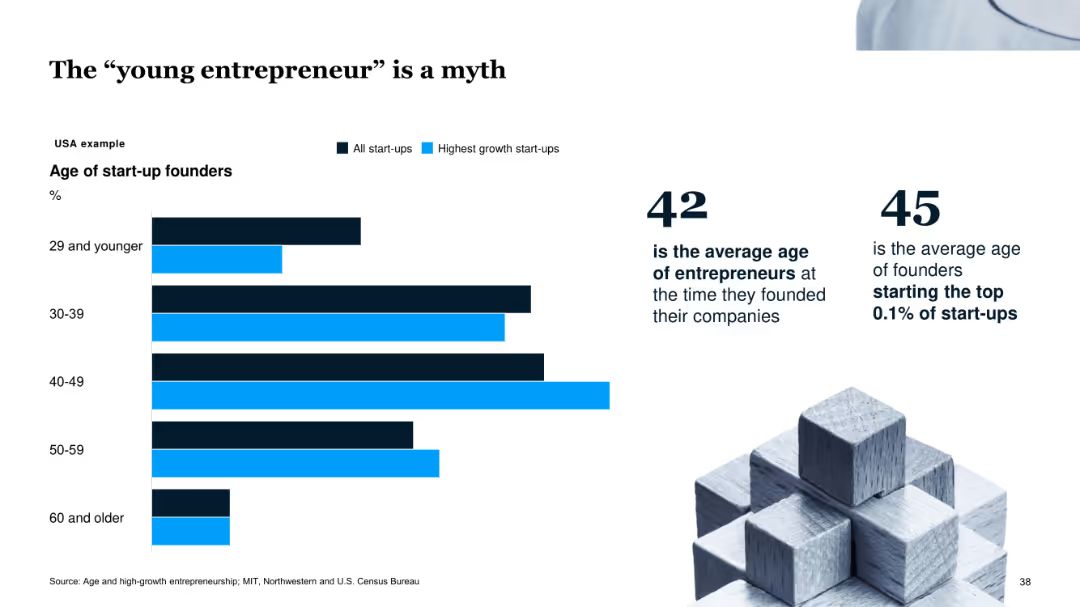 The “young entrepreneur” is a myth
USA example
All start-ups
Highest growth start-ups
Age of start-up founders
%
29 and younger
30-39
40-49
50-59
60 and older
42
is the average age
of entrepreneurs at
the time they founded
their companies
45
is the average age
of founders
starting the top
0.1% of start-ups
Source: Age and high-growth entrepreneurship; MIT, Northwestern and U.S. Census Bureau
38